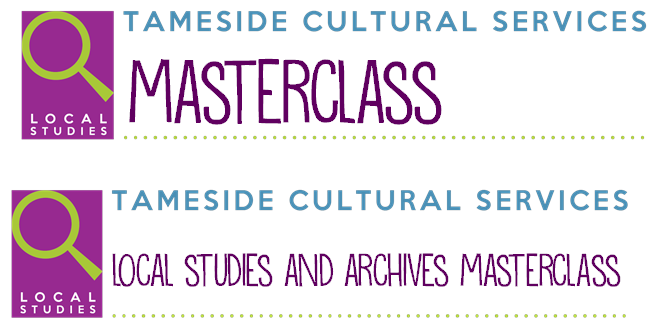 TAMESIDE CULTURAL SERVICES
MASTERCLASS
LOCAL
STUDIES
TAMESIDE CULTURAL SERVICES
LOCAL STUDIES AND ARCHIVES MASTERCLASS
LOCAL
STUDIES